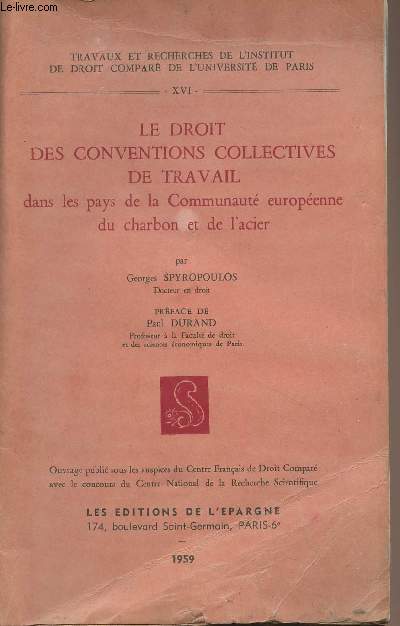 © www.le-livre.com
TRAVAUX ET RECHERCHES DE L'INSTITUT
DE DROIT COMPARÉ DE L'UNIVERSITÉ DE PARIS
- XVI -
LE DROIT
DES CONVENTIONS COLLECTIVES
DE TRAVAIL
dans les pays de la Communauté européenne
du charbon et de l'acier
par
Georges SPYROPOULOS
Docteur en droit
PRÉFACE DE
Paul DURAND
Professeur à la Faculté de droit
et des sciences économiques de Paris
Ouvrage publié sous les auspices du Centre Français de Droit Comparé
avec le concours du Centre National de la Recherche Scientifique
LES EDITIONS DE L'EPARGNE
174, boulevard Saint-Germain, PARIS-6e
1959